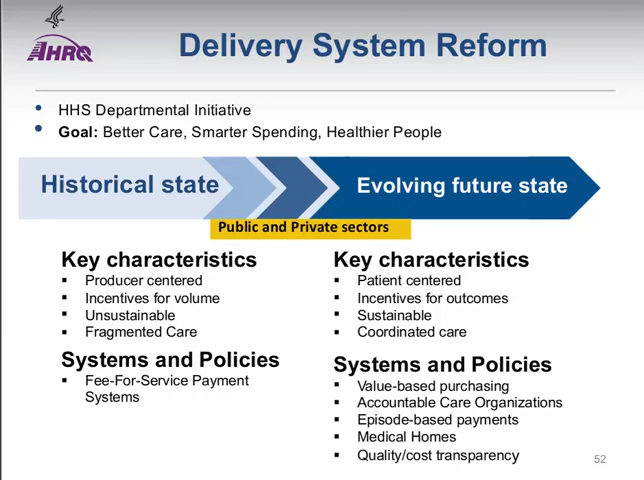 AHRQ
Delivery System Reform
• HHS Departmental Initiative
• Goal: Better Care, Smarter Spending, Healthier People
Historical state
Evolving future state
Public and Private sectors
Key characteristics
▪ Producer centered
▪ Incentives for volume
▪ Unsustainable
▪ Fragmented Care
Systems and Policies
▪ Fee-For-Service Payment
Systems
Key characteristics
▪ Patient centered
▪ Incentives for outcomes
▪ Sustainable
▪ Coordinated care
Systems and Policies
▪ Value-based purchasing
▪ Accountable Care Organizations
▪ Episode-based payments
▪ Medical Homes
▪ Quality/cost transparency
52